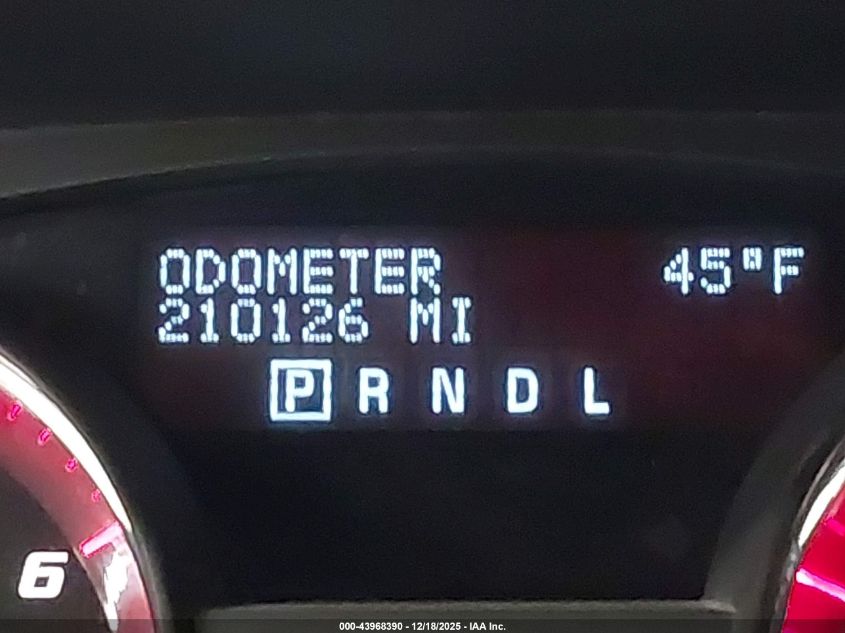 ODOMETER 45°F
210126 MI
P R N D L
6
000-43968390 - 12/18/2025 - IAA Inc.